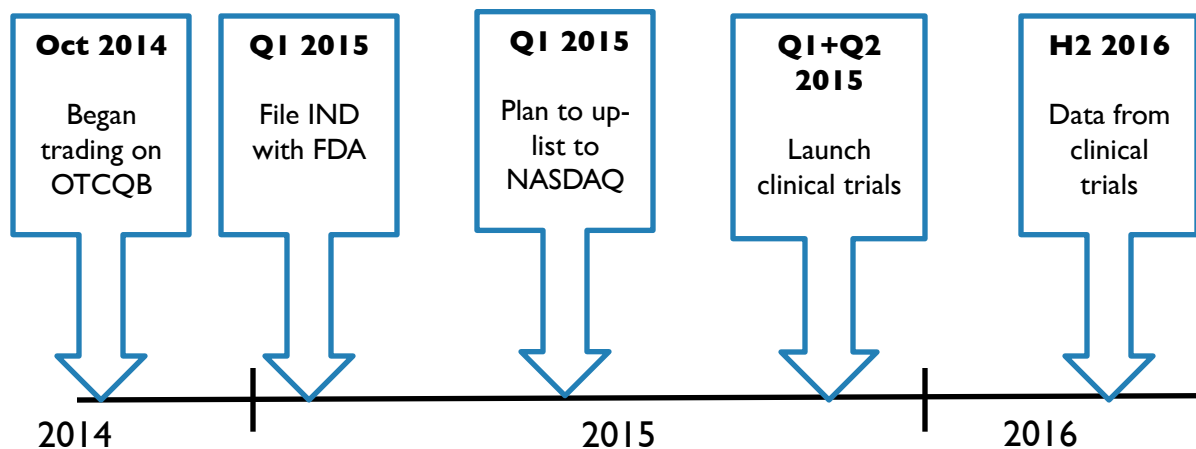 Oct 2014
Began
trading on
OTCQB
Q1 2015
File IND
with FDA
Q1 2015
Plan to up-
list to
NASDAQ
Q1+Q2
2015
Launch
clinical trials
H2 2016
Data from
clinical
trials
2014
2015
2016